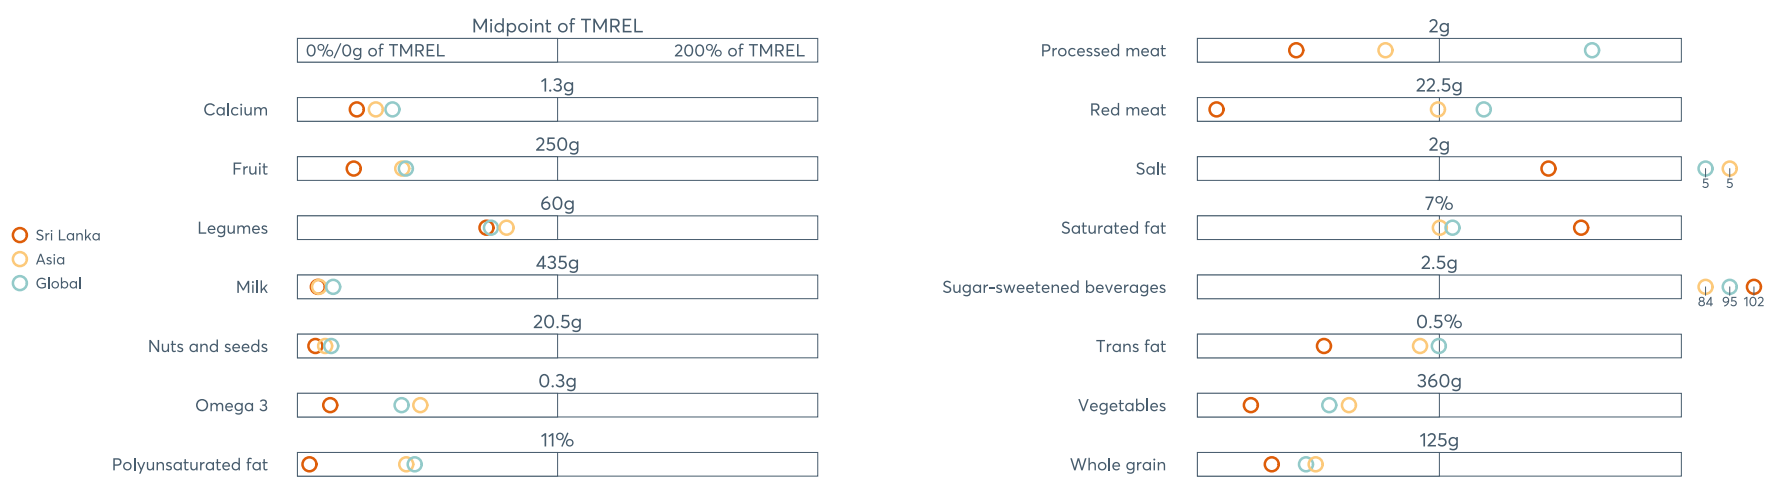 Midpoint of TMREL
0%/0g of TMREL 200% of TMREL
1.3g
Calcium
250g
Fruit
60g
Legumes
435g
Milk
20.5g
Nuts and seeds
0.3g
Omega 3
11%
Polyunsaturated fat
Sri Lanka
Asia
Global
2g
Processed meat
22.5g
Red meat
2g
Salt
5 5
7%
Saturated fat
2.5g
Sugar-sweetened beverages
84 95 102
0.5%
Trans fat
360g
Vegetables
125g
Whole grain